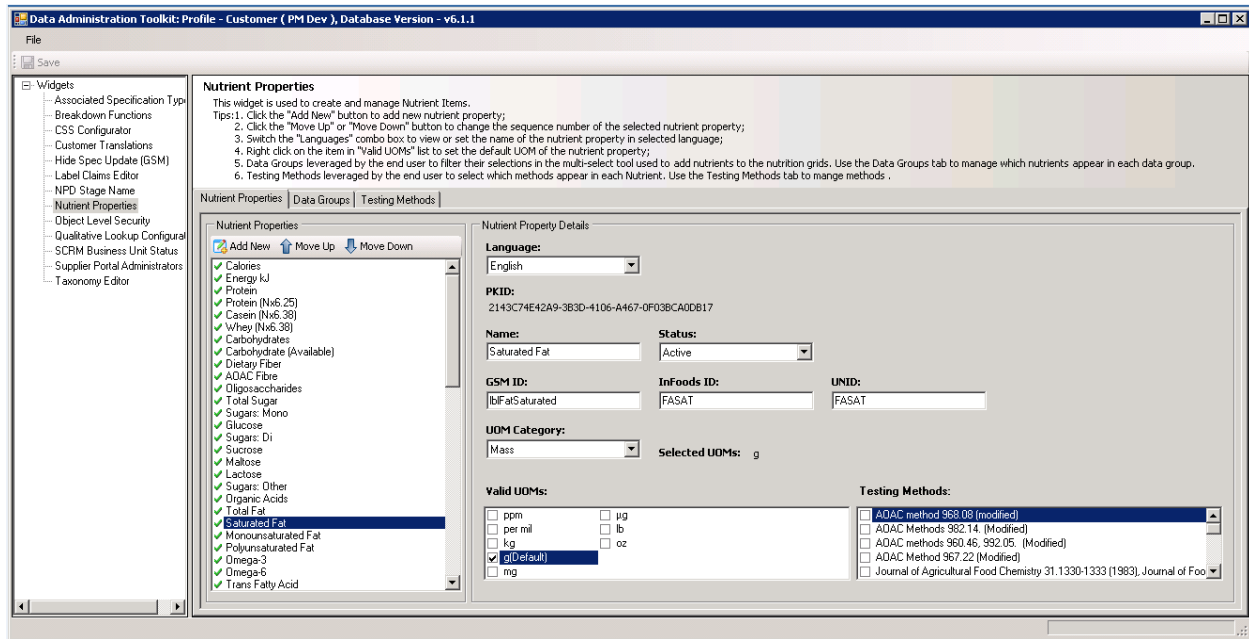 Data Administration Toolkit: Profile - Customer ( PM Dev ), Database Version - v6.1.1
File
Save
Widgets
Associated Specification Typ
Breakdown Functions
CSS Configurator
Customer Translations
Hide Spec Update (GSM)
Label Claims Editor
NPD Stage Name
Nutrient Properties
Object Level Security
Qualitative Lookup Configura
SCRM Business Unit Status
Supplier Portal Administrators
Taxonomy Editor
Nutrient Properties
This widget is used to create and manage Nutrient Items.
Tips:1. Click the "Add New" button to add new nutrient property;
2. Click the "Move Up" or "Move Down" button to change the sequence number of the selected nutrient property;
3. Switch the "Languages" combo box to view or set the name of the nutrient property in selected language;
4. Right click on the item in "Valid UOMs" list to set the default UOM of the nutrient property;
5. Data Groups leveraged by the end user to filter their selections in the multi-select tool used to add nutrients to the nutrition grids. Use the Data Groups tab to manage which nutrients appear in each data group.
6. Testing Methods leveraged by the end user to select which methods appear in each Nutrient. Use the Testing Methods tab to mange methods .
Nutrient Properties Data Groups Testing Methods
Nutrient Properties
Add New Move Up Move Down
Calories
Energy kJ
Protein
Protein (Nx6.25)
Casein (Nx6.38)
Whey (Nx6.38)
Carbohydrates
Carbohydrate (Available)
Dietary Fiber
AOAC Fibre
Oligosaccharides
Total Sugar
Sugars: Mono
Glucose
Sugars: Di
Sucrose
Maltose
Lactose
Sugars: Other
Organic Acids
Total Fat
Saturated Fat
Monounsaturated Fat
Polyunsaturated Fat
Omega-3
Omega-6
Trans Fatty Acid
Nutrient Property Details
Language:
English
PKID:
2143C74E42A9-3B3D-4106-A467-0F03BCA0DB17
Name: Status:
Saturated Fat Active
GSM ID: InFoods ID: UNID:
lblFatSaturated FASAT FASAT
UOM Category:
Mass Selected UOMs: g
Valid UOMs:
ppm µg
per mil lb
kg oz
g(Default)
mg
Testing Methods:
AOAC method 968.08 (modified)
AOAC Methods 982.14. (Modified)
AOAC methods 960.46, 992.05. (Modified)
AOAC Method 967.22 (Modified)
Journal of Agricultural Food Chemistry 31.1330-1333 (1983), Journal of Foo